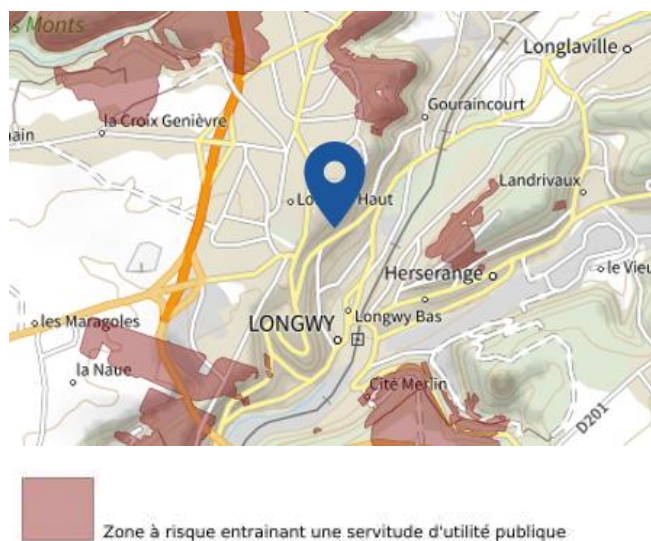 s Monts
Longlaville
Gouraincourt
la Croix Genièvre
ain
Landrivaux
Lo
Haut
Herserange
le Vieu
les Maragoles
LONGWY
Longwy Bas
la Naue
Cité Merlin
D201
Zone à risque entrainant une servitude d'utilité publique